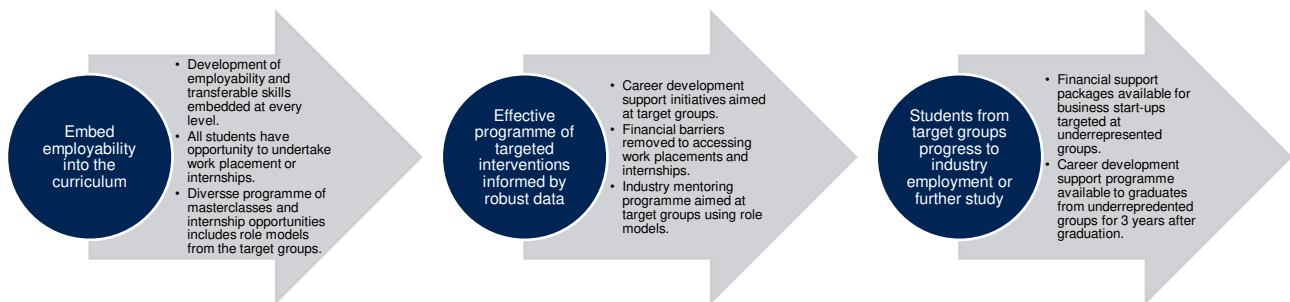 Embed
employability
into the
curriculum
• Development of
employability and
transferable skills
embedded at every
level.
• All students have
opportunity to undertake
work placement or
internships.
• Diversse programme of
masterclasses and
internship opportunities
includes role models
from the target groups.
Effective
programme of
targeted
interventions
informed by
robust data
• Career development
support initiatives aimed
at target groups.
• Financial barriers
removed to accessing
work placements and
internships.
• Industry mentoring
programme aimed at
target groups using role
models.
Students from
target groups
progress to
industry
employment or
further study
• Financial support
packages available for
business start-ups
targeted at
underrepresented
groups.
• Career development
support programme
available to graduates
from underrepredented
groups for 3 years after
graduation.